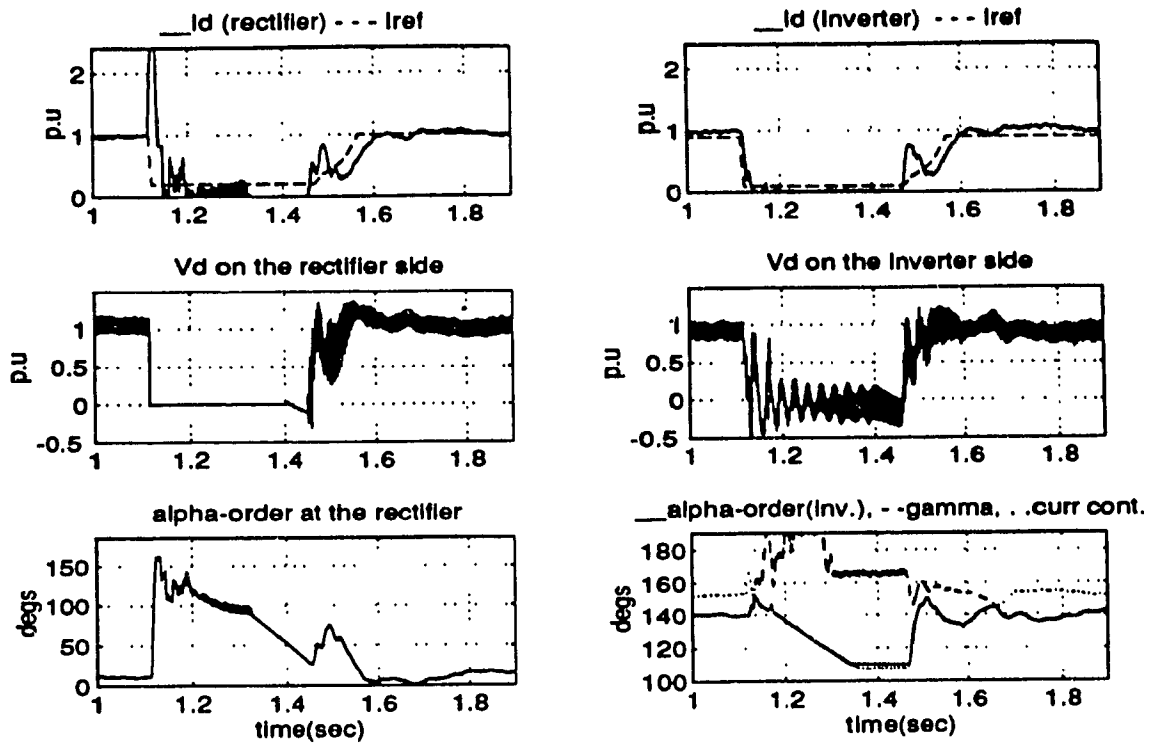 __Id (rectifier) - - - Iref
2
1
0
p.u
1 1.2 1.4 1.6 1.8
__Id (inverter) - - - Iref
2
1
0
p.u
1 1.2 1.4 1.6 1.8
Vd on the rectifier side
1
0.5
0
-0.5
p.u
1 1.2 1.4 1.6 1.8
Vd on the inverter side
1
0.5
0
-0.5
p.u
1 1.2 1.4 1.6 1.8
alpha-order at the rectifier
150
100
50
0
degs
1 1.2 1.4 1.6 1.8
time(sec)
__alpha-order(inv.), - -gamma, . .curr cont.
180
160
140
120
100
degs
1 1.2 1.4 1.6 1.8
time(sec)